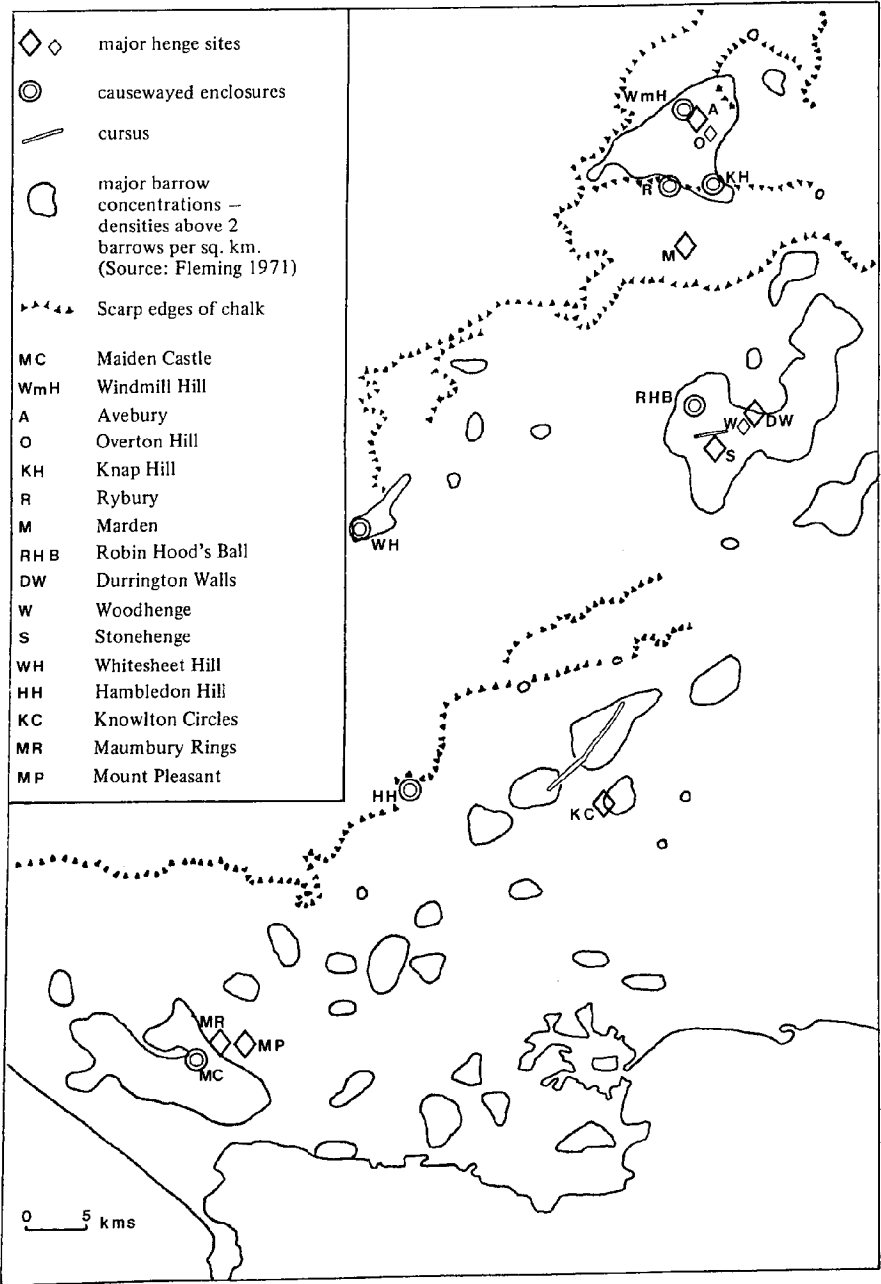 major henge sites
causewayed enclosures
cursus
major barrow
concentrations –
densities above 2
barrows per sq. km.
(Source: Fleming 1971)
Scarp edges of chalk
MC Maiden Castle
WmH Windmill Hill
A Avebury
O Overton Hill
KH Knap Hill
R Rybury
M Marden
RHB Robin Hood's Ball
DW Durrington Walls
W Woodhenge
S Stonehenge
WH Whitesheet Hill
HH Hambledon Hill
KC Knowlton Circles
MR Maumbury Rings
MP Mount Pleasant
WmH
A
O
KH
R
M
RHB
W
DW
S
WH
HH
KC
MR
MP
MC
0 5 kms